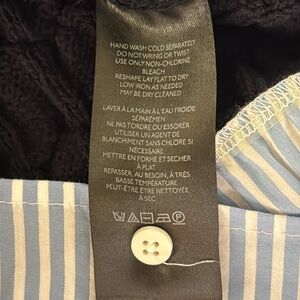 HAND WASH COLD SEPARATELY
DO NOT WRING OR TWIST
USE ONLY NON-CHLORINE
BLEACH
RESHAPE LAY FLAT TO DRY
LOW IRON AS NEEDED
MAY BE DRY CLEANED
LAVER À LA MAIN À L'EAU FROIDE
SÉPARÉMEN
NE PAS TORDRE OU ESSORER
UTILISER UN AGENT DE
BLANCHIMENT SANS CHLORE SI
NÉCESSAIRE
METTRE EN FORME ET SECHER
À PLAT
REPASSER, AU BESOIN, À TRÈS
BASSE TEMPÉRATURE
PEUT-ÊTRE ÊTRE NETTOYÉE
À SEC